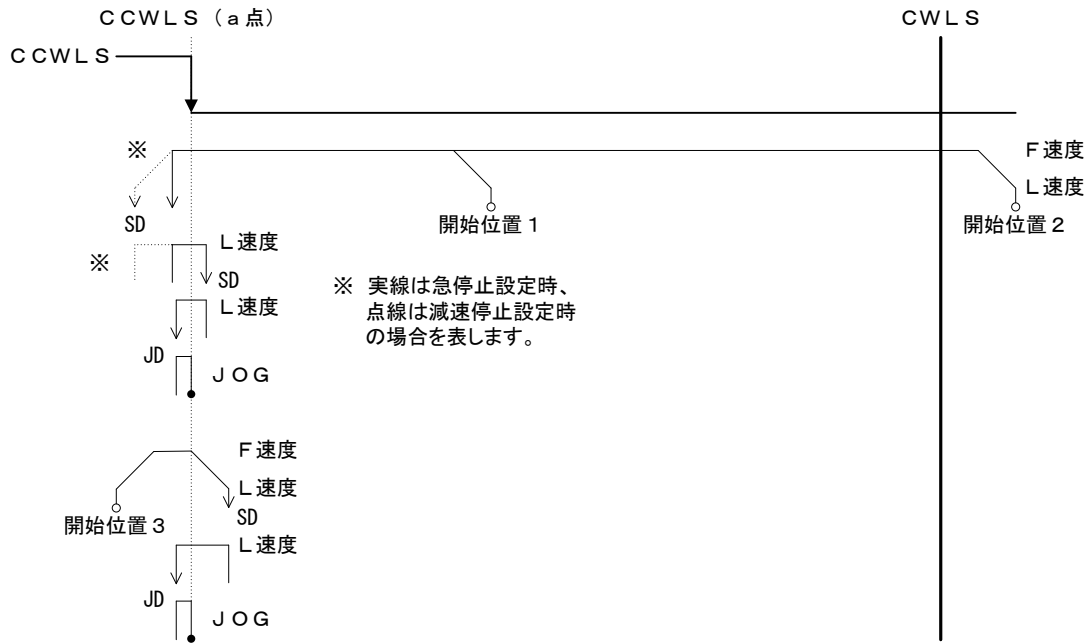 ＣＣＷＬＳ（ａ点）
ＣＷＬＳ
ＣＣＷＬＳ
※
Ｆ速度
Ｌ速度
SD
開始位置１
開始位置２
Ｌ速度
※
SD
※ 実線は急停止設定時、
点線は減速停止設定時
の場合を表します。
Ｌ速度
JD
ＪＯＧ
Ｆ速度
Ｌ速度
開始位置３
SD
Ｌ速度
JD
ＪＯＧ